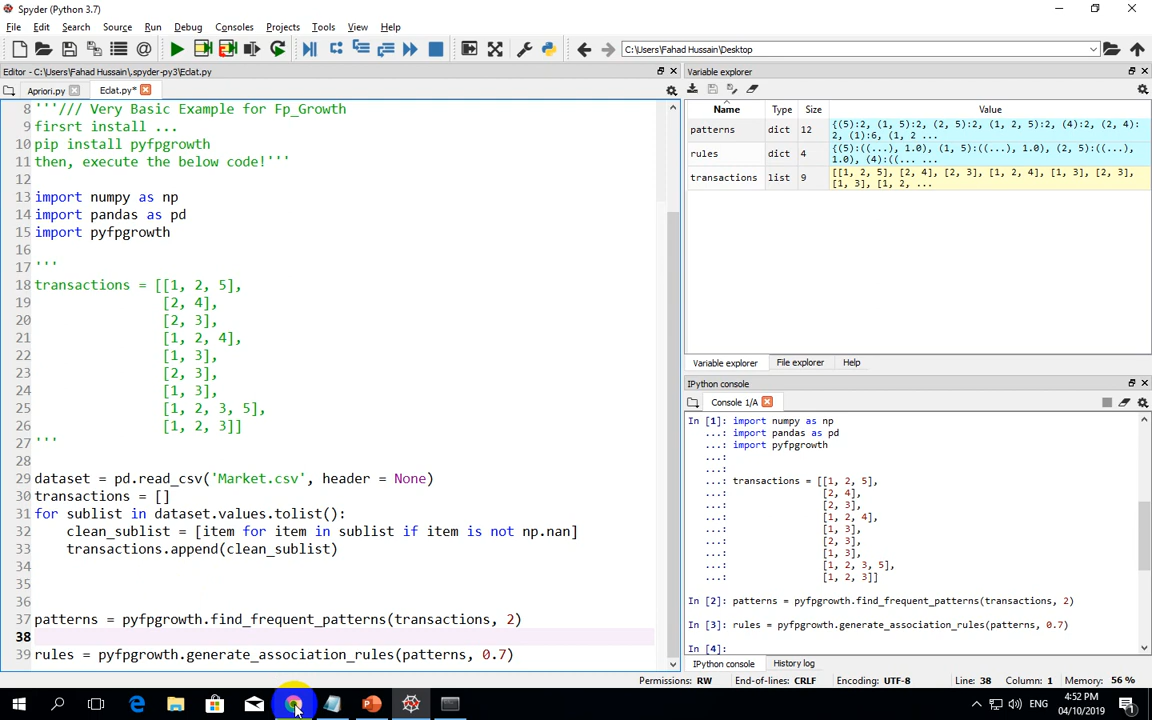 Spyder (Python 3.7)
File Edit Search Source Run Debug Consoles Projects Tools View Help
C:\Users\Fahad Hussain\Desktop
Editor - C:\Users\Fahad Hussain\.spyder-py3\Eclat.py
Apriori.py Eclat.py*
8 '''/// Very Basic Example for Fp_Growth
9 firsrt install ...
10 pip install pyfpgrowth
11 then, execute the below code!'''
12
13 import numpy as np
14 import pandas as pd
15 import pyfpgrowth
16
17 '''
18 transactions = [[1, 2, 5],
19 [2, 4],
20 [2, 3],
21 [1, 2, 4],
22 [1, 3],
23 [2, 3],
24 [1, 3],
25 [1, 2, 3, 5],
26 [1, 2, 3]]
27 '''
28
29 dataset = pd.read_csv('Market.csv', header = None)
30 transactions = []
31 for sublist in dataset.values.tolist():
32 clean_sublist = [item for item in sublist if item is not np.nan]
33 transactions.append(clean_sublist)
34
35
36
37 patterns = pyfpgrowth.find_frequent_patterns(transactions, 2)
38
39 rules = pyfpgrowth.generate_association_rules(patterns, 0.7)
Variable explorer
Name Type Size Value
patterns dict 12 {(5):2, (1, 5):2, (2, 5):2, (1, 2, 5):2, (4):2, (2, 4):
2, (1):6, (1, 2 ...
rules dict 4 {(5):((...), 1.0), (1, 5):((...), 1.0), (2, 5):((...),
1.0), (4):((... ...
transactions list 9 [[1, 2, 5], [2, 4], [2, 3], [1, 2, 4], [1, 3], [2, 3],
[1, 3], [1, 2, ...
Variable explorer File explorer Help
IPython console
Console 1/A
In [1]: import numpy as np
...: import pandas as pd
...: import pyfpgrowth
...:
...:
...: transactions = [[1, 2, 5],
...: [2, 4],
...: [2, 3],
...: [1, 2, 4],
...: [1, 3],
...: [2, 3],
...: [1, 3],
...: [1, 2, 3, 5],
...: [1, 2, 3]]
In [2]: patterns = pyfpgrowth.find_frequent_patterns(transactions, 2)
In [3]: rules = pyfpgrowth.generate_association_rules(patterns, 0.7)
In [4]:
IPython console History log
Permissions: RW End-of-lines: CRLF Encoding: UTF-8 Line: 38 Column: 1 Memory: 56 %
ENG
4:52 PM
04/10/2019
1